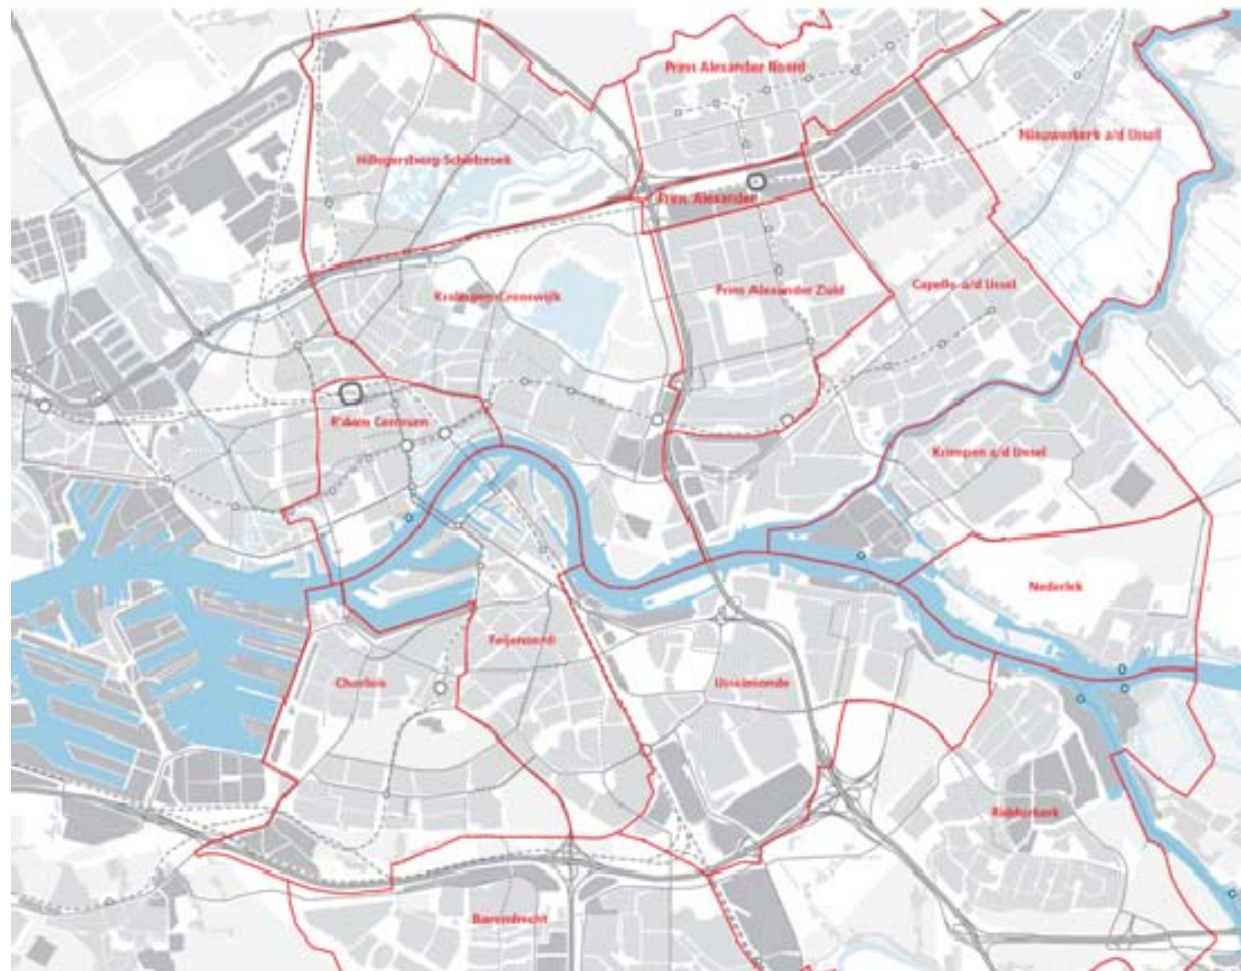 Prins Alexander Noord
Nieuwerkerk a/d IJssel
Hillegersberg-Schiebroek
Prins Alexander
Prins Alexander Zuid
Capelle a/d IJssel
Kralingen-Crooswijk
R'dam Centrum
Krimpen a/d IJssel
Nederlek
Feijenoord
Charlois
IJsselmonde
Ridderkerk
Barendrecht